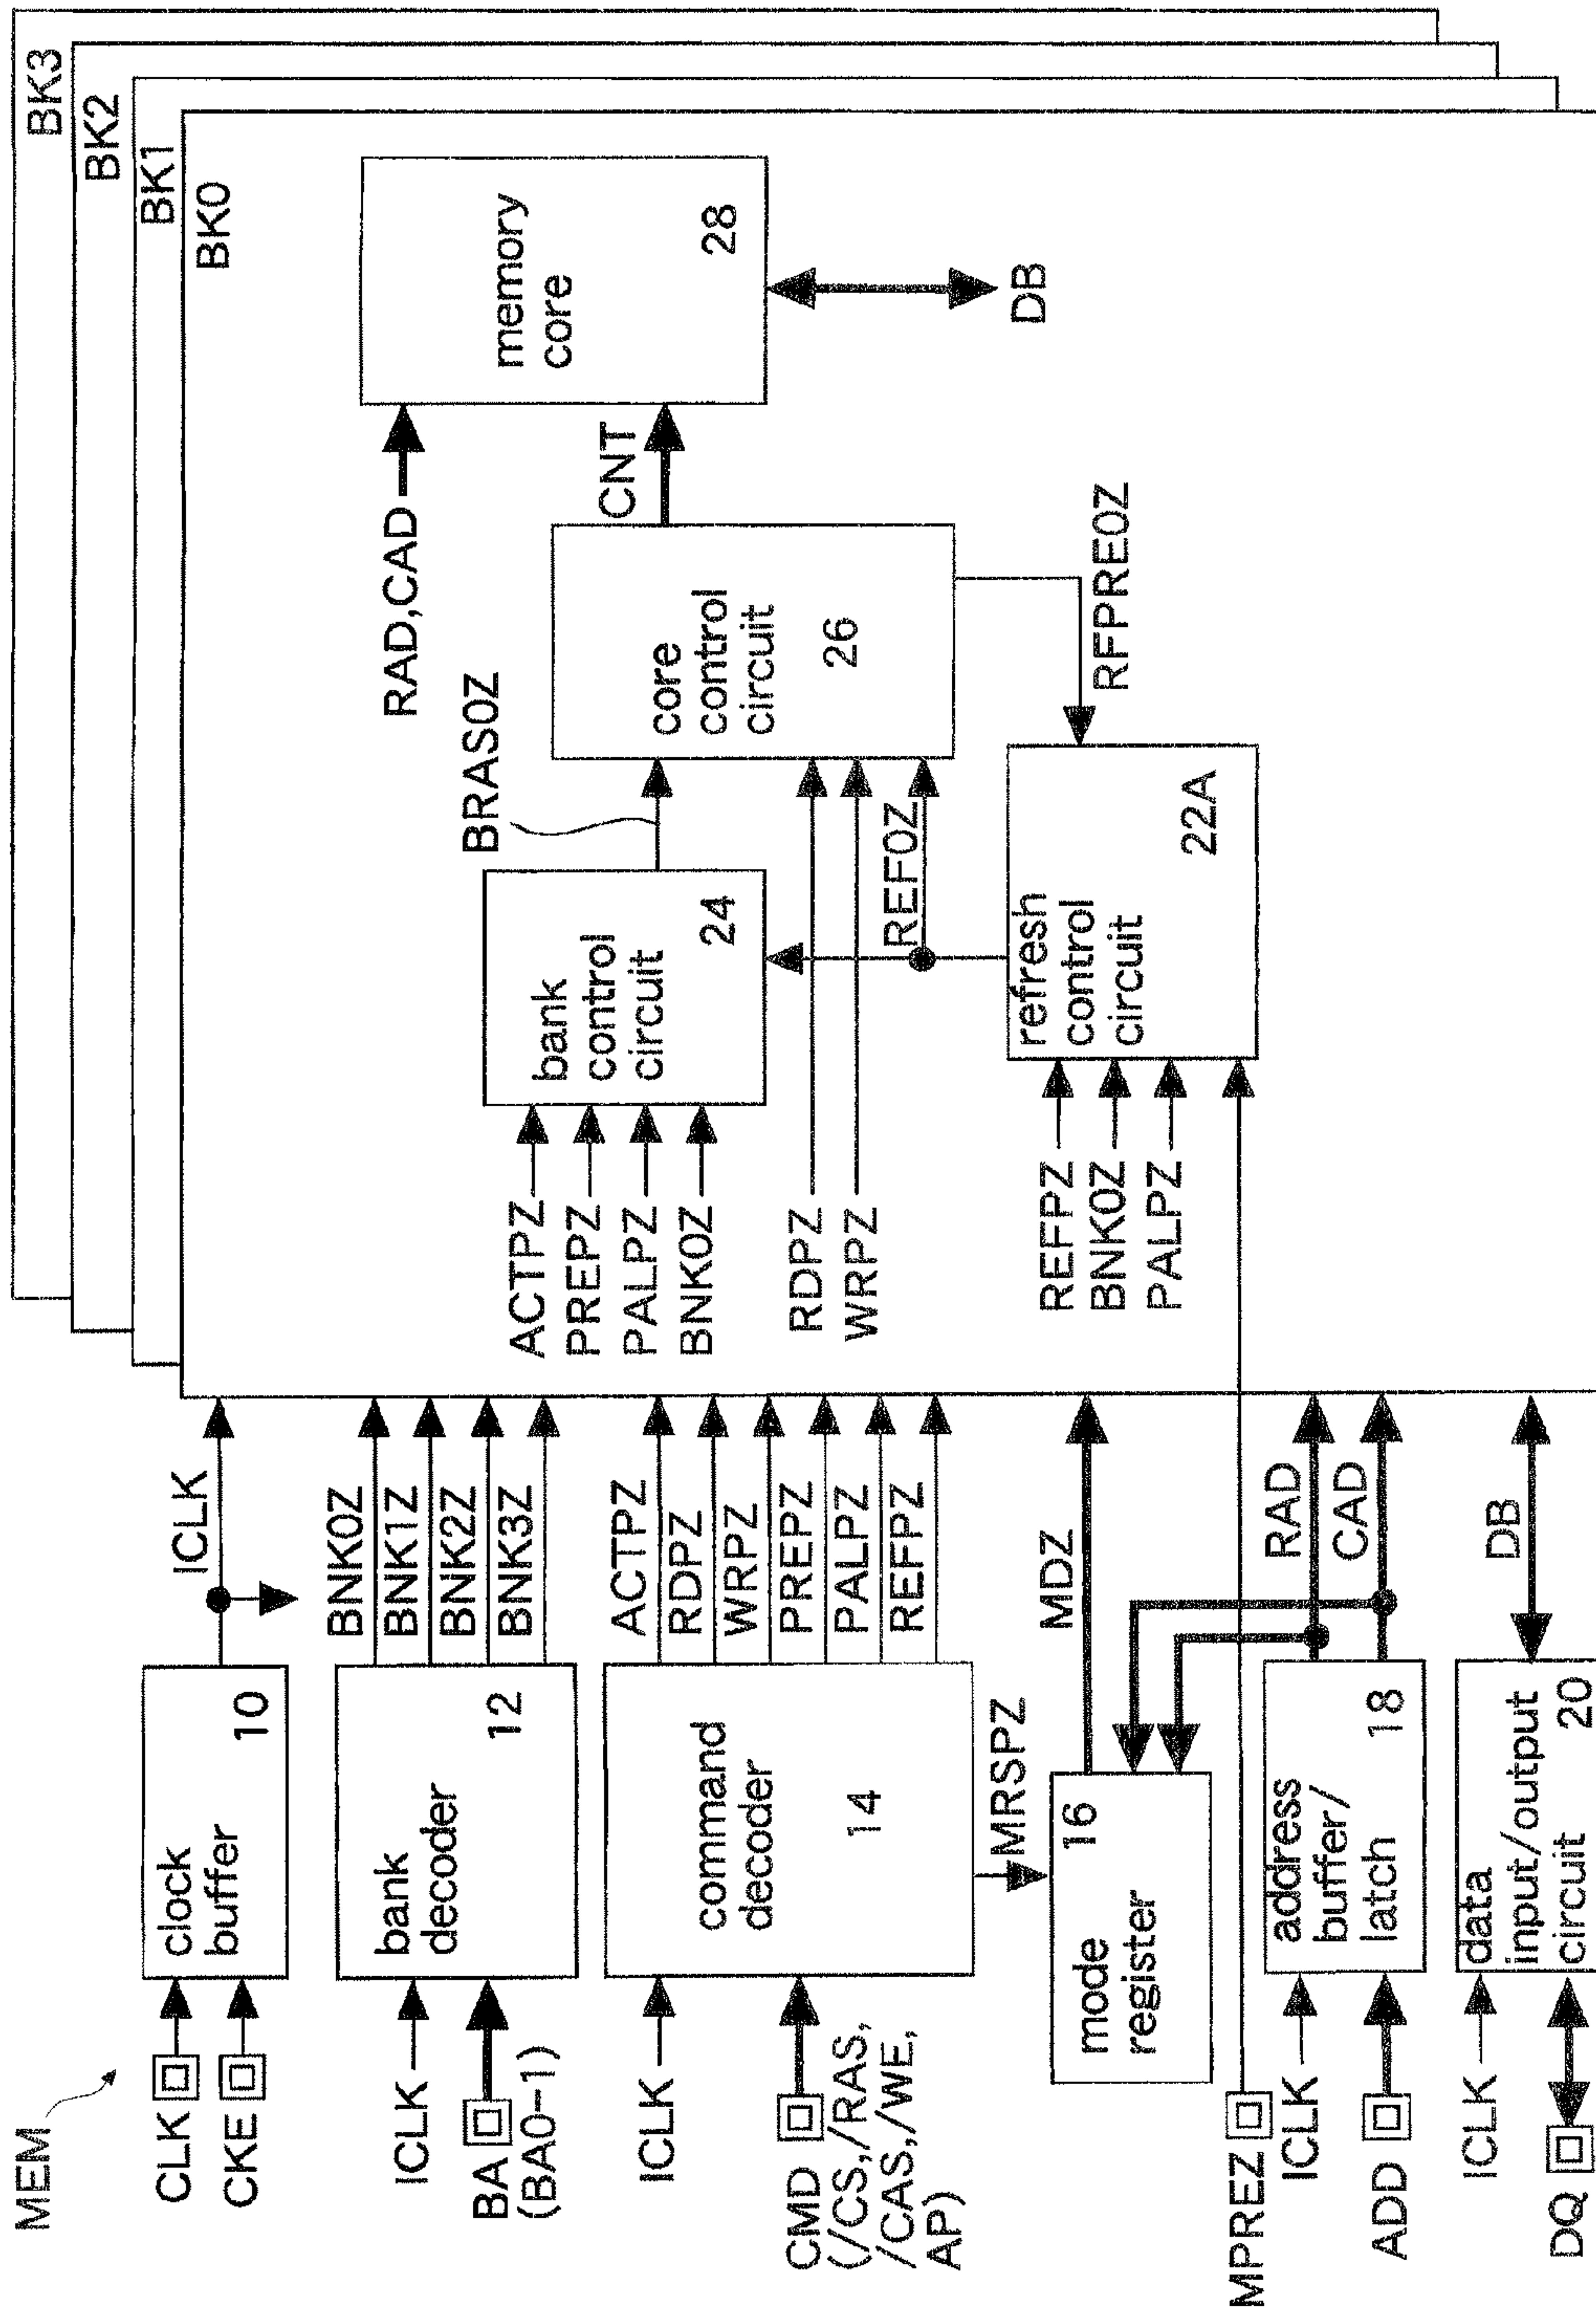 MEM
CLK
CKE
clock
buffer
10
ICLK
ICLK
BA
(BA0-1)
bank
decoder
12
BNK0Z
BNK1Z
BNK2Z
BNK3Z
ICLK
CMD
(/CS,/RAS,
/CAS,/WE,
AP)
command
decoder
14
ACTPZ
RDPZ
WRPZ
PREPZ
PALPZ
REFPZ
MRSPZ
mode
register
16
MDZ
MPREZ
ICLK
ADD
address
buffer/
latch
18
RAD
CAD
ICLK
DQ
data
input/output
circuit
20
DB
BK3
BK2
BK1
BK0
ACTPZ
PREPZ
PALPZ
BNK0Z
bank
control
circuit
24
BRAS0Z
RDPZ
WRPZ
REF0Z
REFPZ
BNK0Z
PALPZ
refresh
control
circuit
22A
core
control
circuit
26
RFPRE0Z
CNT
RAD,CAD
memory
core
28
DB